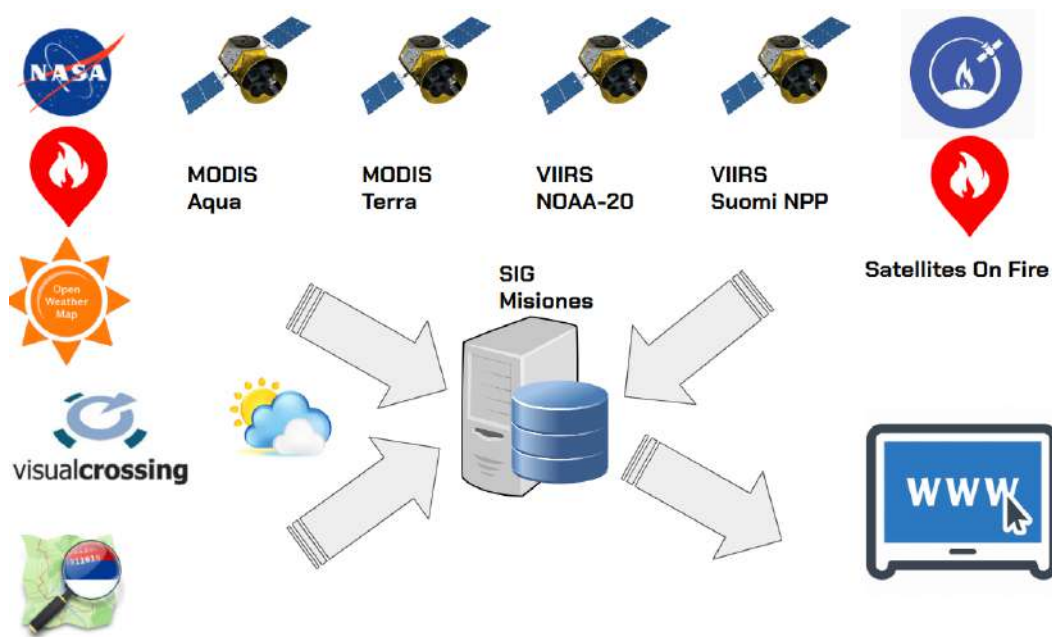 NASA
MODIS
Aqua
MODIS
Terra
VIIRS
NOAA-20
VIIRS
Suomi NPP
Satellites On Fire
Open
Weather
Map
SIG
Misiones
visualcrossing
WWW